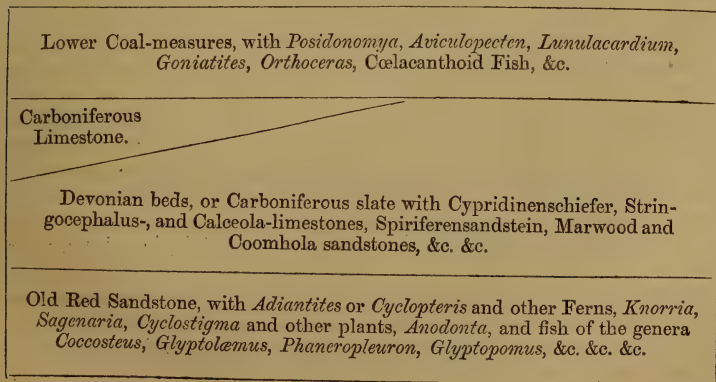 Lower Coal-measures, with Posidonomya, Aviculopecten, Lunulacardium,
Goniatites, Orthoceras, Cœlacanthoid Fish, &c.
Carboniferous
Limestone.
Devonian beds, or Carboniferous slate with Cypridinenschiefer, Strin-
gocephalus-, and Calceola-limestones, Spiriferensandstein, Marwood and
Coomhola sandstones, &c. &c.
Old Red Sandstone, with Adiantites or Cyclopteris and other Ferns, Knorria,
Sagenaria, Cyclostigma and other plants, Anodonta, and fish of the genera
Coccosteus, Glyptolæmus, Phaneropleuron, Glyptopomus, &c. &c. &c.